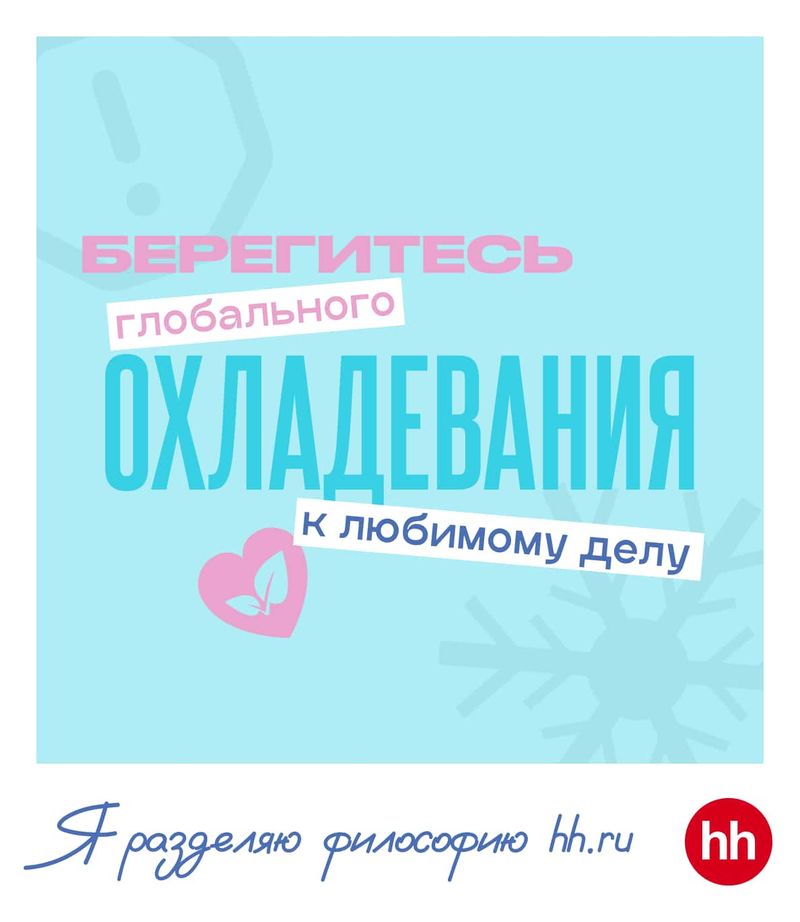 БЕРЕГИТЕСЬ
глобального
ОХЛАДЕВАНИЯ
к любимому делу
Я разделяю философию hh.ru
hh